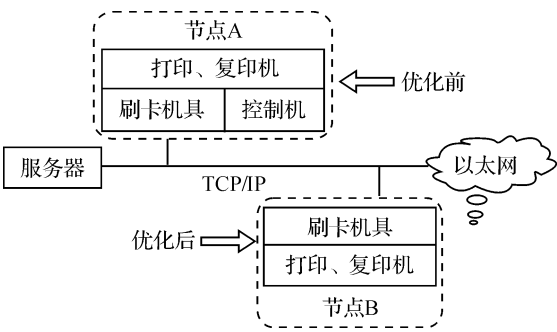 节点A
打印、复印机
刷卡机具
控制机
优化前
服务器
TCP/IP
以太网
优化后
刷卡机具
打印、复印机
节点B